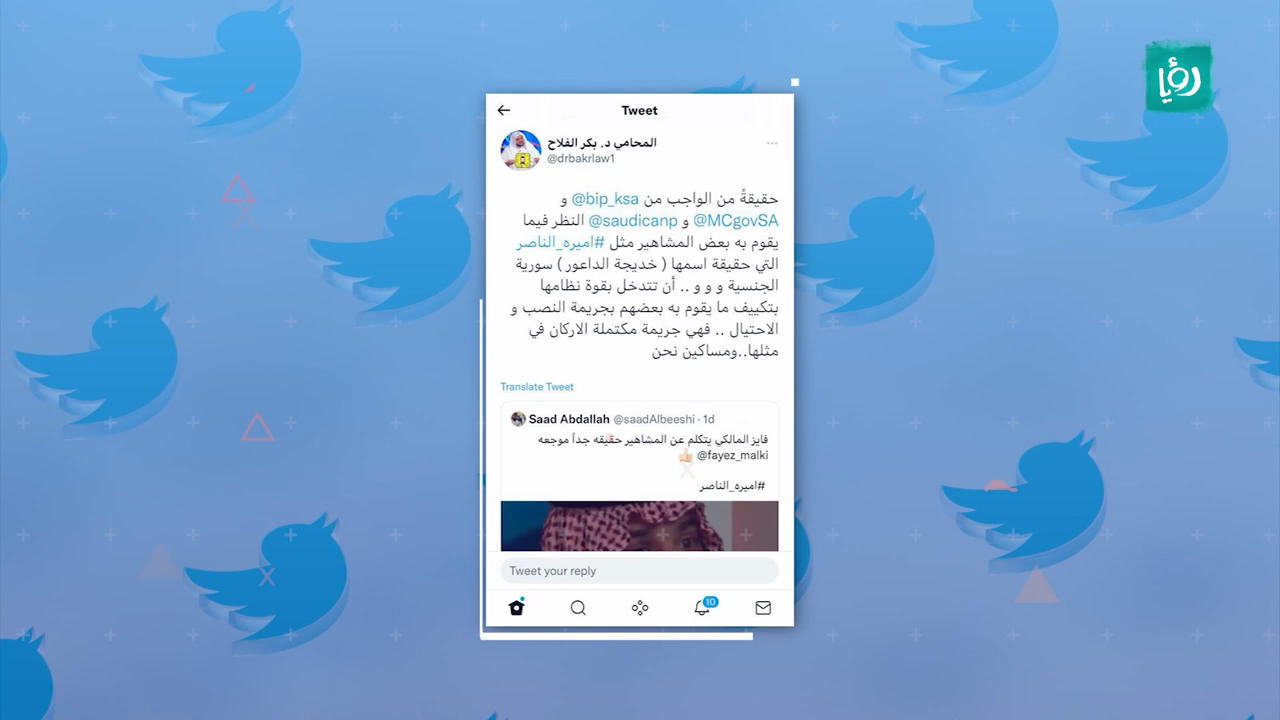 رؤيا
Tweet
المحامي د. بكر الفلاح
@drbakrlaw1
حقيقةً من الواجب من @bip_ksa و
@MCgovSA و @saudicanp النظر فيما
يقوم به بعض المشاهير مثل #اميره_الناصر
التي حقيقة اسمها ( خديجة الداعور ) سورية
الجنسية و و و .. أن تتدخل بقوة نظامها
بتكييف ما يقوم به بعضهم بجريمة النصب و
الاحتيال .. فهي جريمة مكتملة الاركان في
مثلها..ومساكين نحن
Translate Tweet
Saad Abdallah @saadAlbeeshi · 1d
فايز المالكي يتكلم عن المشاهير حقيقه جداً موجعه
👍🏻 @fayez_malki
#اميره_الناصر
Tweet your reply
10